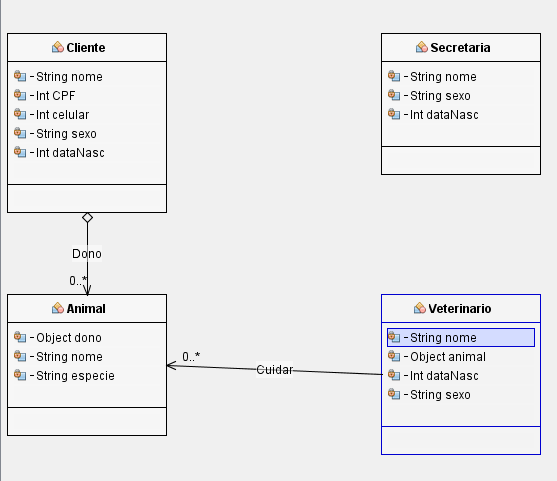 Cliente
-String nome
-Int CPF
-Int celular
-String sexo
-Int dataNasc
Secretaria
-String nome
-String sexo
-Int dataNasc
Dono
0..*
Animal
-Object dono
-String nome
-String especie
0..*
Cuidar
Veterinario
-String nome
-Object animal
-Int dataNasc
-String sexo